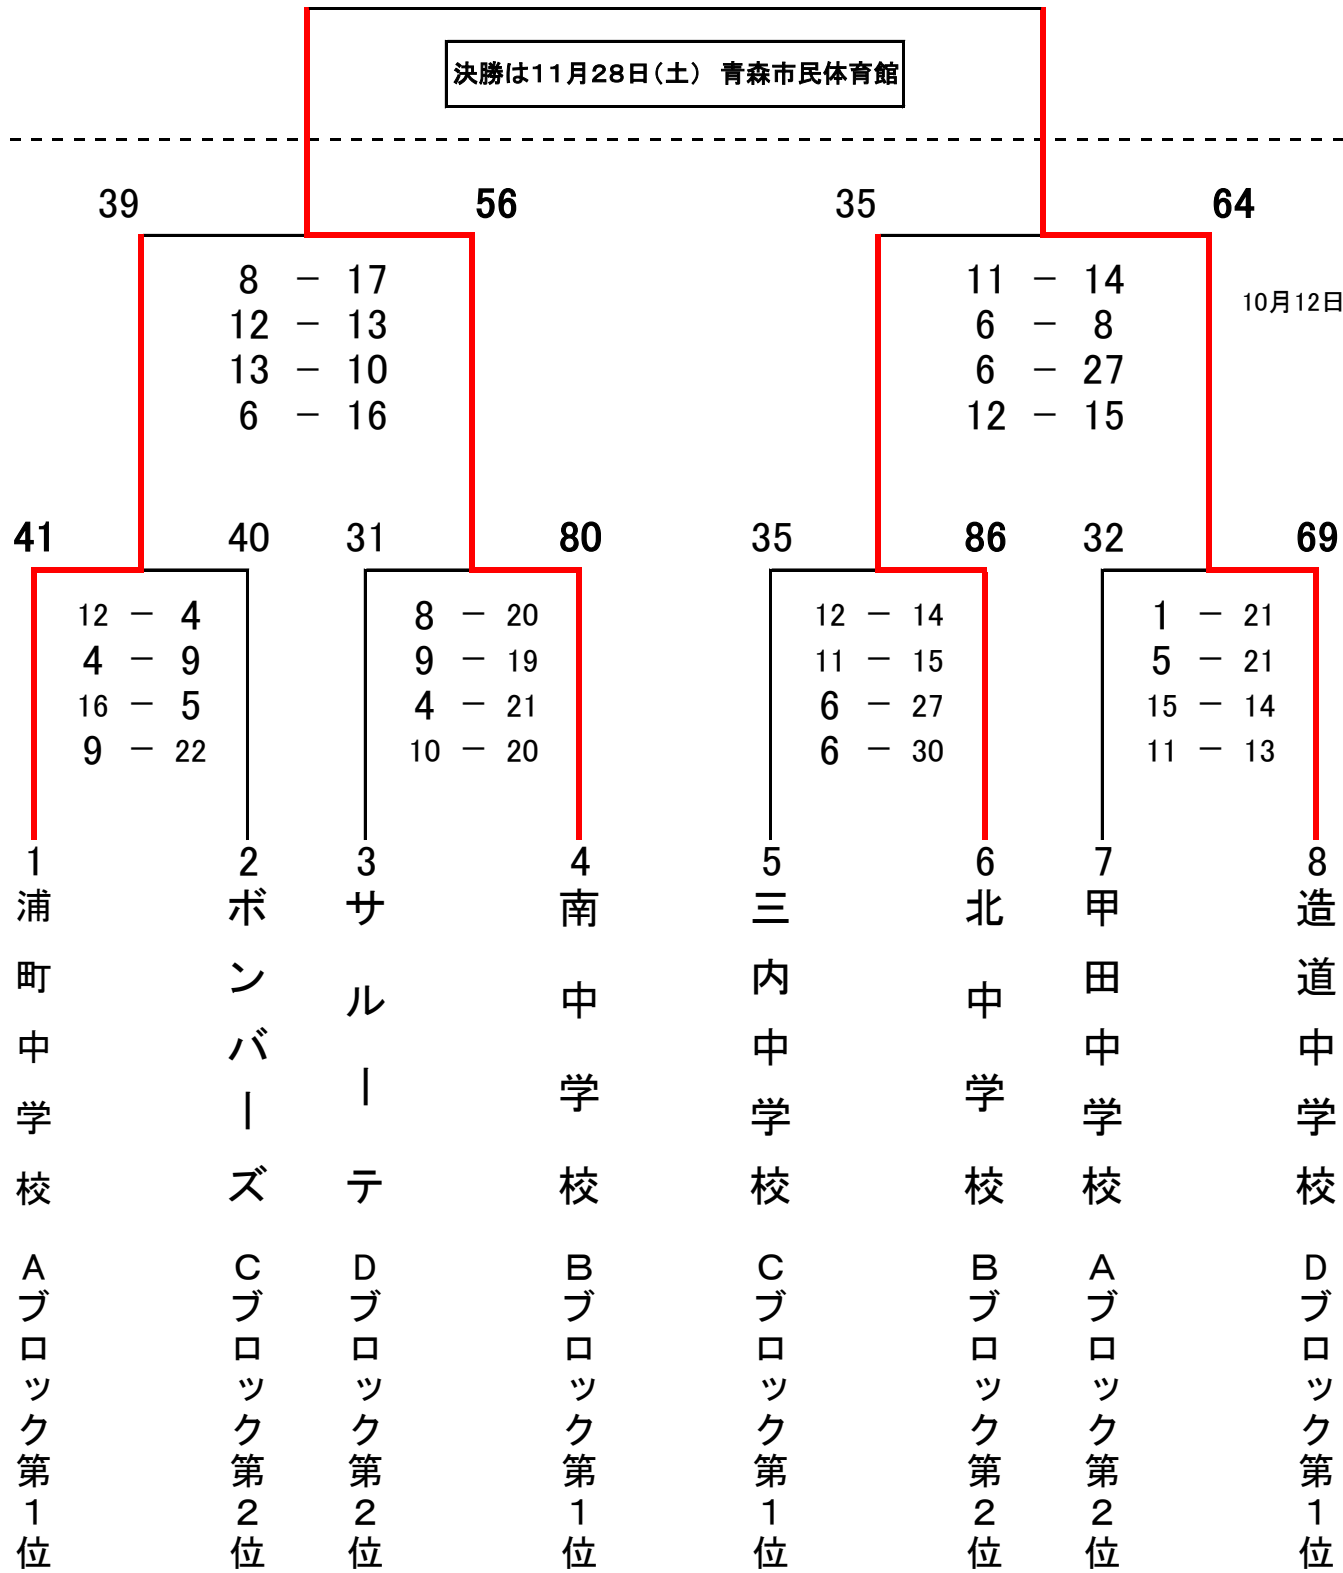 決勝は11月28日(土) 青森市民体育館
39 56 35 64
8 － 17
12 － 13
13 － 10
6 － 16
11 － 14
6 － 8
6 － 27
12 － 15
10月12日
41 40 31 80 35 86 32 69
12 － 4
4 － 9
16 － 5
9 － 22
8 － 20
9 － 19
4 － 21
10 － 20
12 － 14
11 － 15
6 － 27
6 － 30
1 － 21
5 － 21
15 － 14
11 － 13
1 2 3 4 5 6 7 8
浦町中学校
ボンバーズ
サルーテ
南中学校
三内中学校
北中学校
甲田中学校
造道中学校
Aブロック第1位
Cブロック第2位
Dブロック第2位
Bブロック第1位
Cブロック第1位
Bブロック第2位
Aブロック第2位
Dブロック第1位